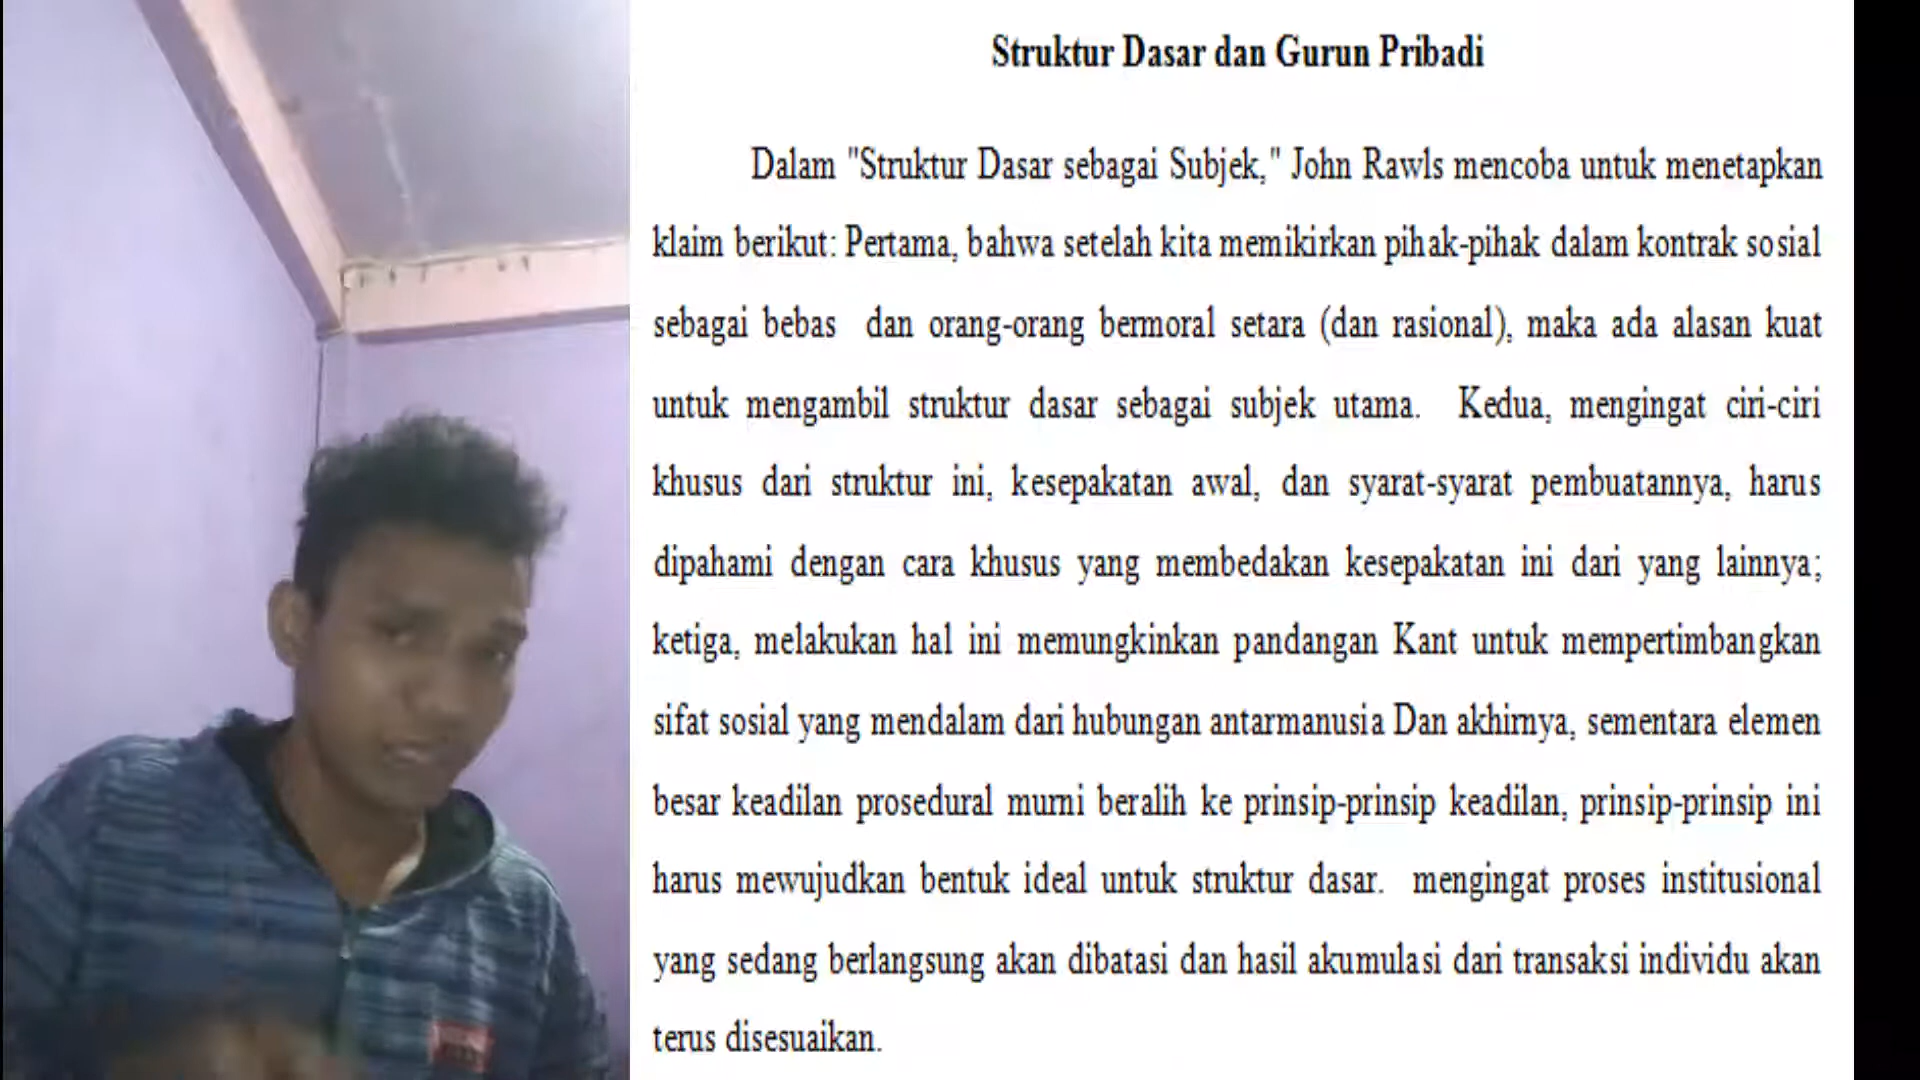 Struktur Dasar dan Gurun Pribadi
Dalam "Struktur Dasar sebagai Subjek," John Rawls mencoba untuk menetapkan
klaim berikut: Pertama, bahwa setelah kita memikirkan pihak-pihak dalam kontrak sosial
sebagai bebas  dan orang-orang bermoral setara (dan rasional), maka ada alasan kuat
untuk mengambil struktur dasar sebagai subjek utama.  Kedua, mengingat ciri-ciri
khusus dari struktur ini, kesepakatan awal, dan syarat-syarat pembuatannya, harus
dipahami dengan cara khusus yang membedakan kesepakatan ini dari yang lainnya;
ketiga, melakukan hal ini memungkinkan pandangan Kant untuk mempertimbangkan
sifat sosial yang mendalam dari hubungan antarmanusia Dan akhirnya, sementara elemen
besar keadilan prosedural murni beralih ke prinsip-prinsip keadilan, prinsip-prinsip ini
harus mewujudkan bentuk ideal untuk struktur dasar.  mengingat proses institusional
yang sedang berlangsung akan dibatasi dan hasil akumulasi dari transaksi individu akan
terus disesuaikan.